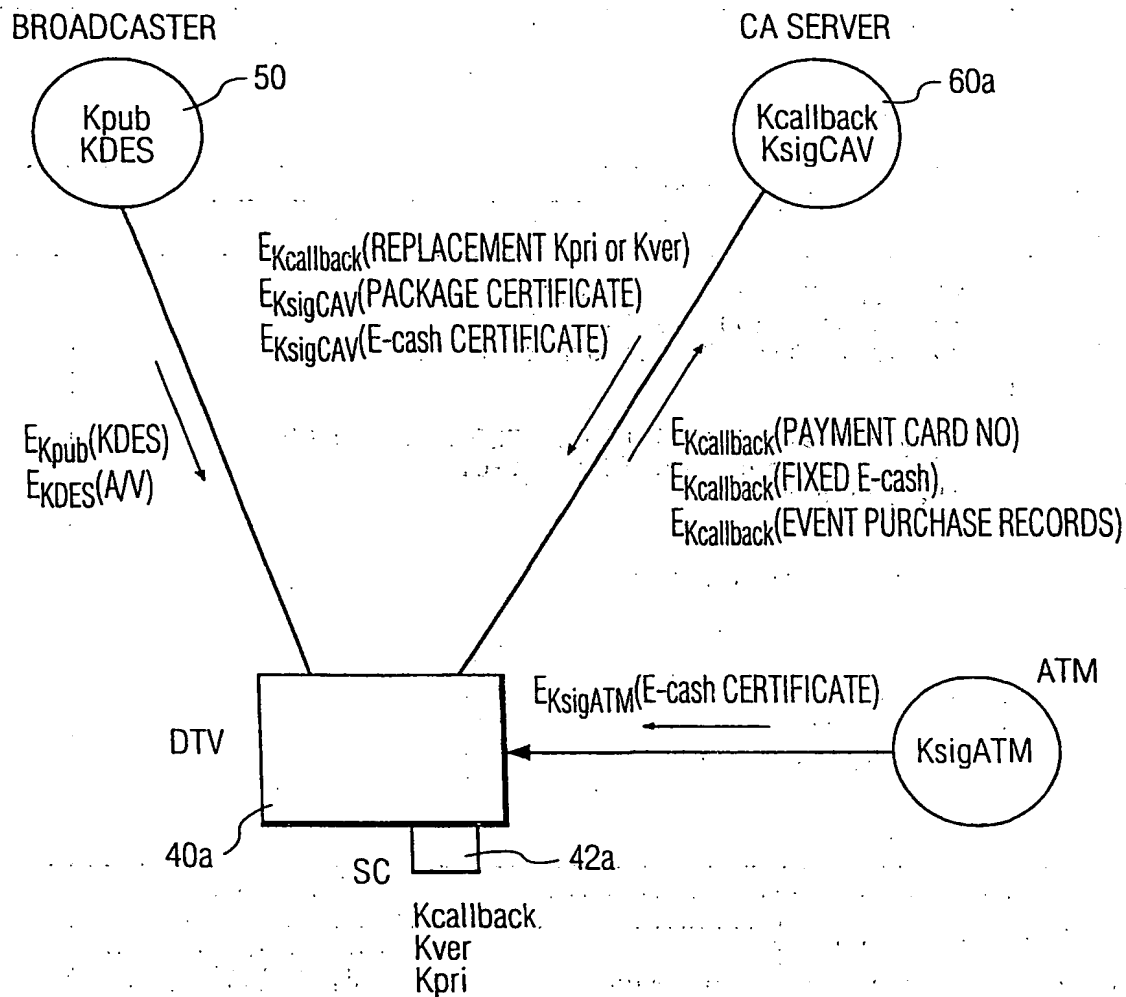 BROADCASTER
50
Kpub
KDES
CA SERVER
60a
Kcallback
KsigCAV
EKcallback(REPLACEMENT Kpri or Kver)
EKsigCAV(PACKAGE CERTIFICATE)
EKsigCAV(E-cash CERTIFICATE)
EKpub(KDES)
EKDES(A/V)
EKcallback(PAYMENT CARD NO)
EKcallback(FIXED E-cash),
EKcallback(EVENT PURCHASE RECORDS)
EKsigATM(E-cash CERTIFICATE)
ATM
KsigATM
DTV
40a
SC
42a
Kcallback
Kver
Kpri